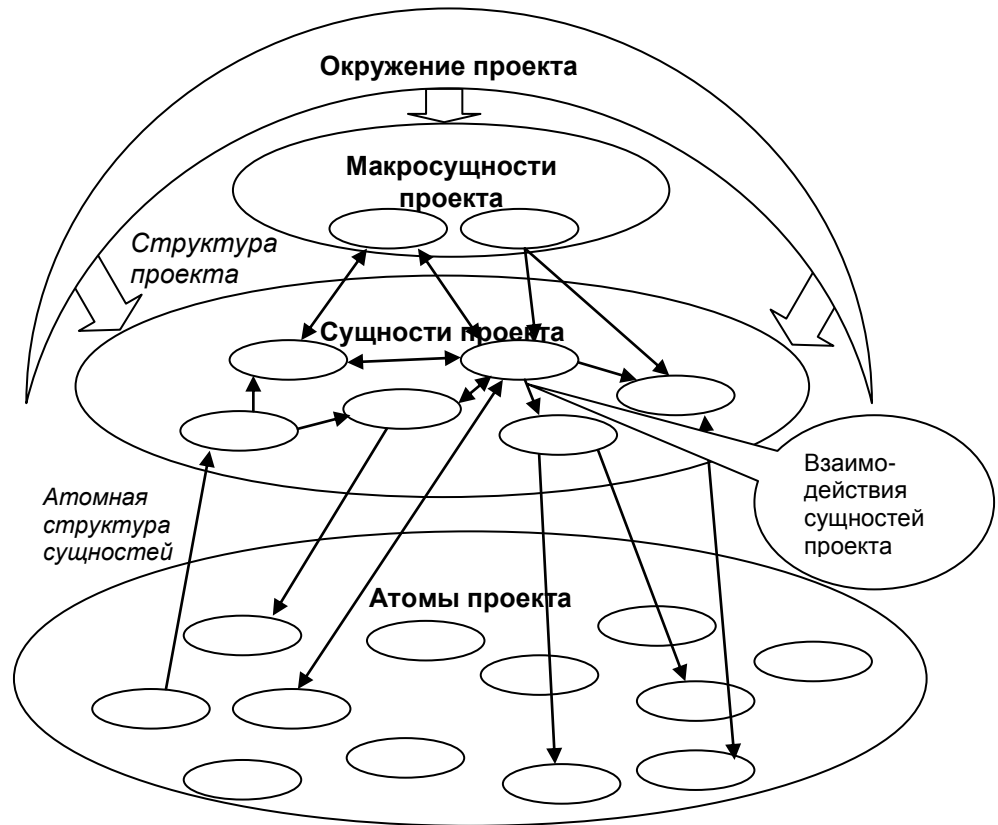 Окружение проекта
Макросущности
проекта
Структура
проекта
Сущности проекта
Взаимо-
действия
сущностей
проекта
Атомная
структура
сущностей
Атомы проекта